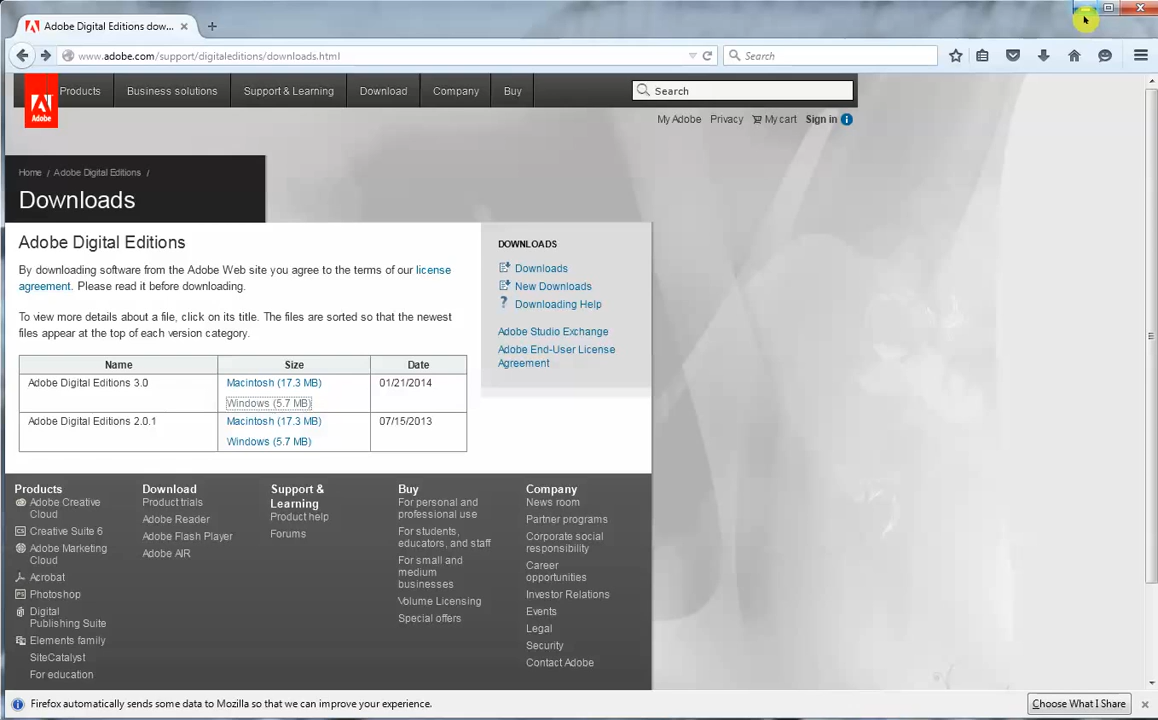 Adobe Digital Editions dow...
www.adobe.com/support/digitaleditions/downloads.html
Search
Products Business solutions Support & Learning Download Company Buy
Search
Adobe
My Adobe Privacy My cart Sign in
Home / Adobe Digital Editions /
Downloads
Adobe Digital Editions
By downloading software from the Adobe Web site you agree to the terms of our license
agreement. Please read it before downloading.
To view more details about a file, click on its title. The files are sorted so that the newest
files appear at the top of each version category.
Name Size Date
Adobe Digital Editions 3.0 Macintosh (17.3 MB) 01/21/2014
Windows (5.7 MB)
Adobe Digital Editions 2.0.1 Macintosh (17.3 MB) 07/15/2013
Windows (5.7 MB)
DOWNLOADS
Downloads
New Downloads
Downloading Help
Adobe Studio Exchange
Adobe End-User License
Agreement
Products
Adobe Creative
Cloud
Creative Suite 6
Adobe Marketing
Cloud
Acrobat
Photoshop
Digital
Publishing Suite
Elements family
SiteCatalyst
For education
Download
Product trials
Adobe Reader
Adobe Flash Player
Adobe AIR
Support &
Learning
Product help
Forums
Buy
For personal and
professional use
For students,
educators, and staff
For small and
medium
businesses
Volume Licensing
Special offers
Company
News room
Partner programs
Corporate social
responsibility
Career
opportunities
Investor Relations
Events
Legal
Security
Contact Adobe
Firefox automatically sends some data to Mozilla so that we can improve your experience.
Choose What I Share